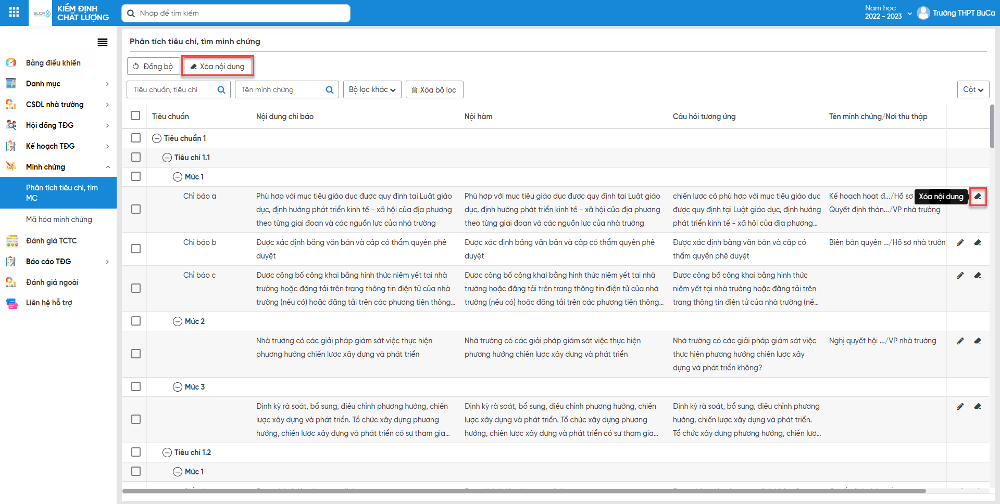 BUCA
KIỂM ĐỊNH
CHẤT LƯỢNG
Nhập để tìm kiếm
Năm học
2022 - 2023
Trường THPT BuCa
Bảng điều khiển
Danh mục
CSDL nhà trường
Hội đồng TĐG
Kế hoạch TĐG
Minh chứng
Phân tích tiêu chí, tìm
MC
Mã hóa minh chứng
Đánh giá TCTC
Báo cáo TĐG
Đánh giá ngoài
Liên hệ hỗ trợ
Phân tích tiêu chí, tìm minh chứng
Đồng bộ
Xóa nội dung
Tiêu chuẩn, tiêu chí
Tên minh chứng
Bộ lọc khác
Xóa bộ lọc
Cột
Tiêu chuẩn
Nội dung chỉ báo
Nội hàm
Câu hỏi tương ứng
Tên minh chứng/Nơi thu thập
Tiêu chuẩn 1
Tiêu chí 1.1
Mức 1
Chỉ báo a
Phù hợp với mục tiêu giáo dục được quy định tại Luật giáo
dục, định hướng phát triển kinh tế - xã hội của địa phương
theo từng giai đoạn và các nguồn lực của nhà trường
Phù hợp với mục tiêu giáo dục được quy định tại Luật giáo
dục, định hướng phát triển kinh tế - xã hội của địa phương
theo từng giai đoạn và các nguồn lực của nhà trường
chiến lược có phù hợp với mục tiêu giáo dục
được quy định tại Luật giáo dục, định hướng
phát triển kinh tế - xã hội của địa phương...
Kế hoạch hoạt đ.../Hồ sơ
Quyết định thàn.../VP nhà trường
Xóa nội dung
Chỉ báo b
Được xác định bằng văn bản và cấp có thẩm quyền phê
duyệt
Được xác định bằng văn bản và cấp có thẩm quyền phê
duyệt
Được xác định bằng văn bản và cấp có
thẩm quyền phê duyệt
Biên bản quyền .../Hồ sơ nhà trườn
Chỉ báo c
Được công bố công khai bằng hình thức niêm yết tại nhà
trường hoặc đăng tải trên trang thông tin điện tử của nhà
trường (nếu có) hoặc đăng tải trên các phương tiện thông...
Được công bố công khai bằng hình thức niêm yết tại nhà
trường hoặc đăng tải trên trang thông tin điện tử của nhà
trường (nếu có) hoặc đăng tải trên các phương tiện thông...
Được công bố công khai bằng hình thức
niêm yết tại nhà trường hoặc đăng tải trên
trang thông tin điện tử của nhà trường (nế...
Mức 2
Nhà trường có các giải pháp giám sát việc thực hiện
phương hướng chiến lược xây dựng và phát triển
Nhà trường có các giải pháp giám sát việc thực hiện
phương hướng chiến lược xây dựng và phát triển
Nhà trường có các giải pháp giám sát việc
thực hiện phương hướng chiến lược xây
dựng và phát triển không?
Nghị quyết hội .../VP nhà trường
Mức 3
Định kỳ rà soát, bổ sung, điều chỉnh phương hướng, chiến
lược xây dựng và phát triển. Tổ chức xây dựng phương
hướng, chiến lược xây dựng và phát triển có sự tham gia...
Định kỳ rà soát, bổ sung, điều chỉnh phương hướng, chiến
lược xây dựng và phát triển. Tổ chức xây dựng phương
hướng, chiến lược xây dựng và phát triển có sự tham gia...
Định kỳ rà soát, bổ sung, điều chỉnh phương
hướng, chiến lược xây dựng và phát triển.
Tổ chức xây dựng phương hướng, chiến lượ...
Tiêu chí 1.2
Mức 1